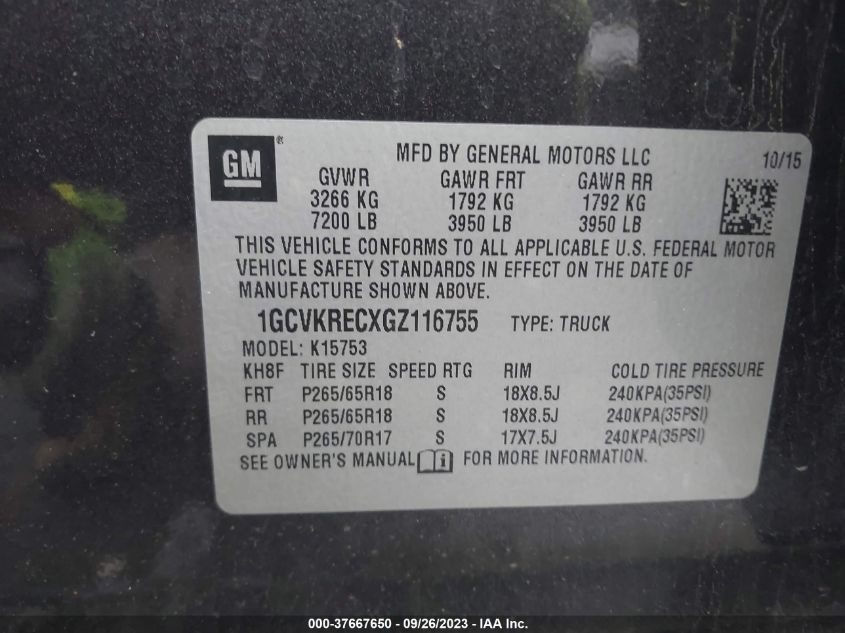 GM ®
MFD BY GENERAL MOTORS LLC 10/15
GVWR GAWR FRT GAWR RR
3266 KG 1792 KG 1792 KG
7200 LB 3950 LB 3950 LB
THIS VEHICLE CONFORMS TO ALL APPLICABLE U.S. FEDERAL MOTOR
VEHICLE SAFETY STANDARDS IN EFFECT ON THE DATE OF
MANUFACTURE SHOWN ABOVE.
1GCVKRECXGZ116755 TYPE: TRUCK
MODEL: K15753
KH8F TIRE SIZE SPEED RTG RIM COLD TIRE PRESSURE
FRT P265/65R18 S 18X8.5J 240KPA(35PSI)
RR P265/65R18 S 18X8.5J 240KPA(35PSI)
SPA P265/70R17 S 17X7.5J 240KPA(35PSI)
SEE OWNER'S MANUAL i FOR MORE INFORMATION.
000-37667650 - 09/26/2023 - IAA Inc.